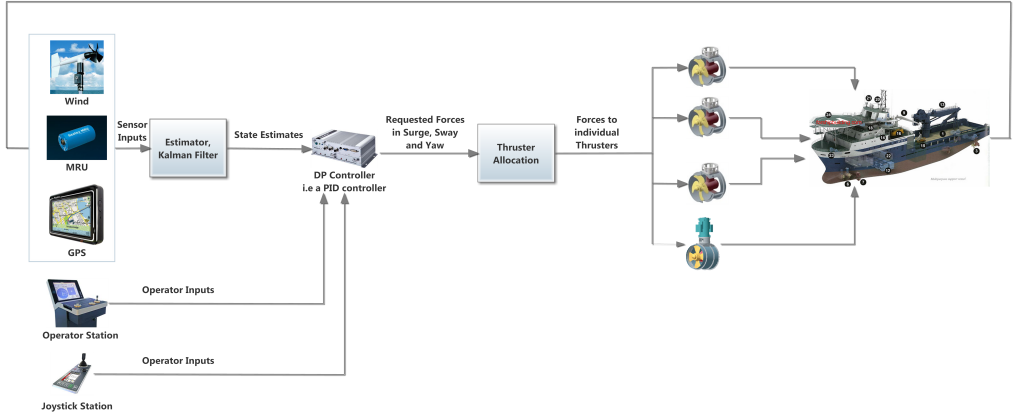 Wind
MRU
GPS
Sensor
Inputs
Estimator,
Kalman Filter
State Estimates
DP Controller
i.e a PID controller
Requested Forces
in Surge, Sway
and Yaw
Thruster
Allocation
Forces to
individual
Thrusters
Operator Inputs
Operator Station
Operator Inputs
Joystick Station